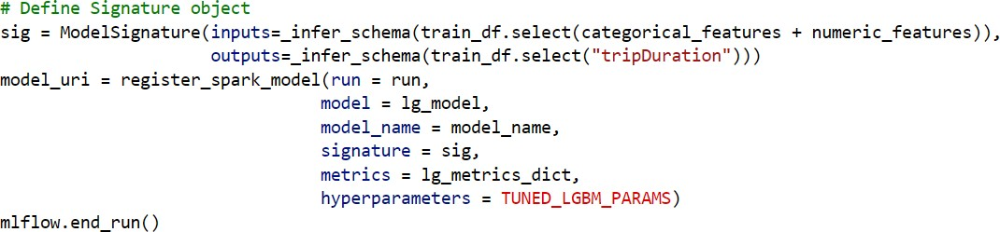 # Define Signature object
sig = ModelSignature(inputs=_infer_schema(train_df.select(categorical_features + numeric_features)),
                     outputs=_infer_schema(train_df.select("tripDuration")))
model_uri = register_spark_model(run = run,
                                 model = lg_model,
                                 model_name = model_name,
                                 signature = sig,
                                 metrics = lg_metrics_dict,
                                 hyperparameters = TUNED_LGBM_PARAMS)
mlflow.end_run()